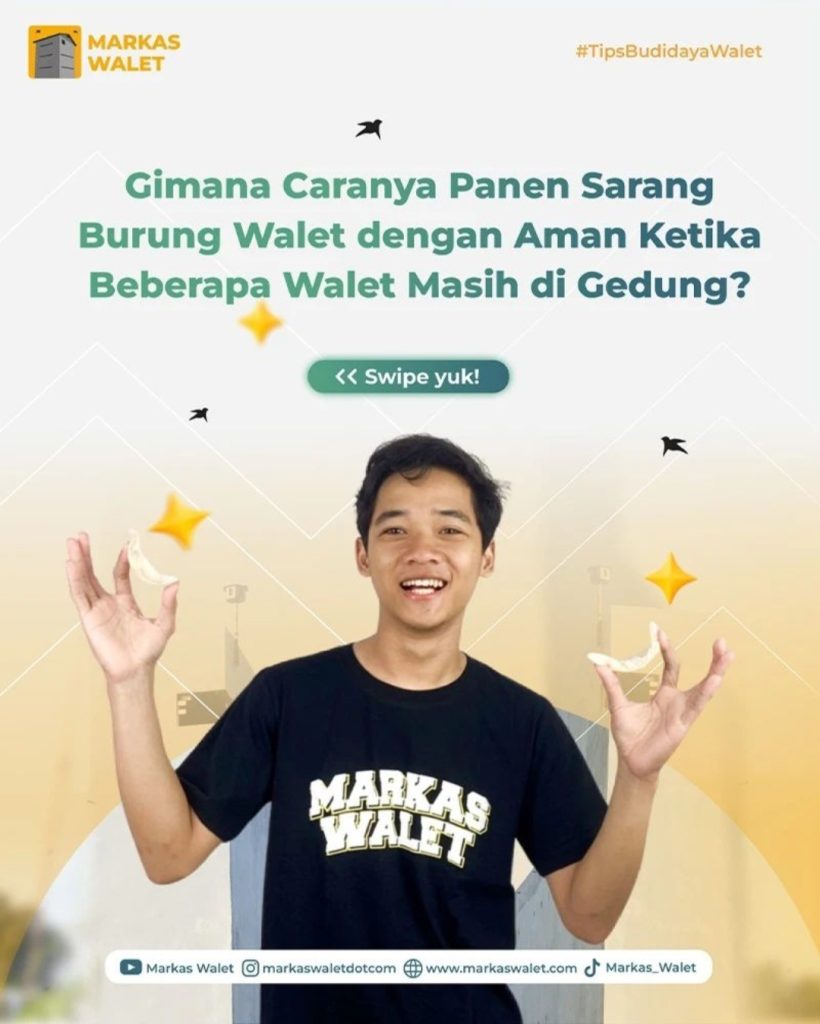 MARKAS
WALET
#TipsBudidayaWalet
Gimana Caranya Panen Sarang
Burung Walet dengan Aman Ketika
Beberapa Walet Masih di Gedung?
<< Swipe yuk!
MARKAS
WALET
Markas Walet markaswaletdotcom www.markaswalet.com Markas_Walet